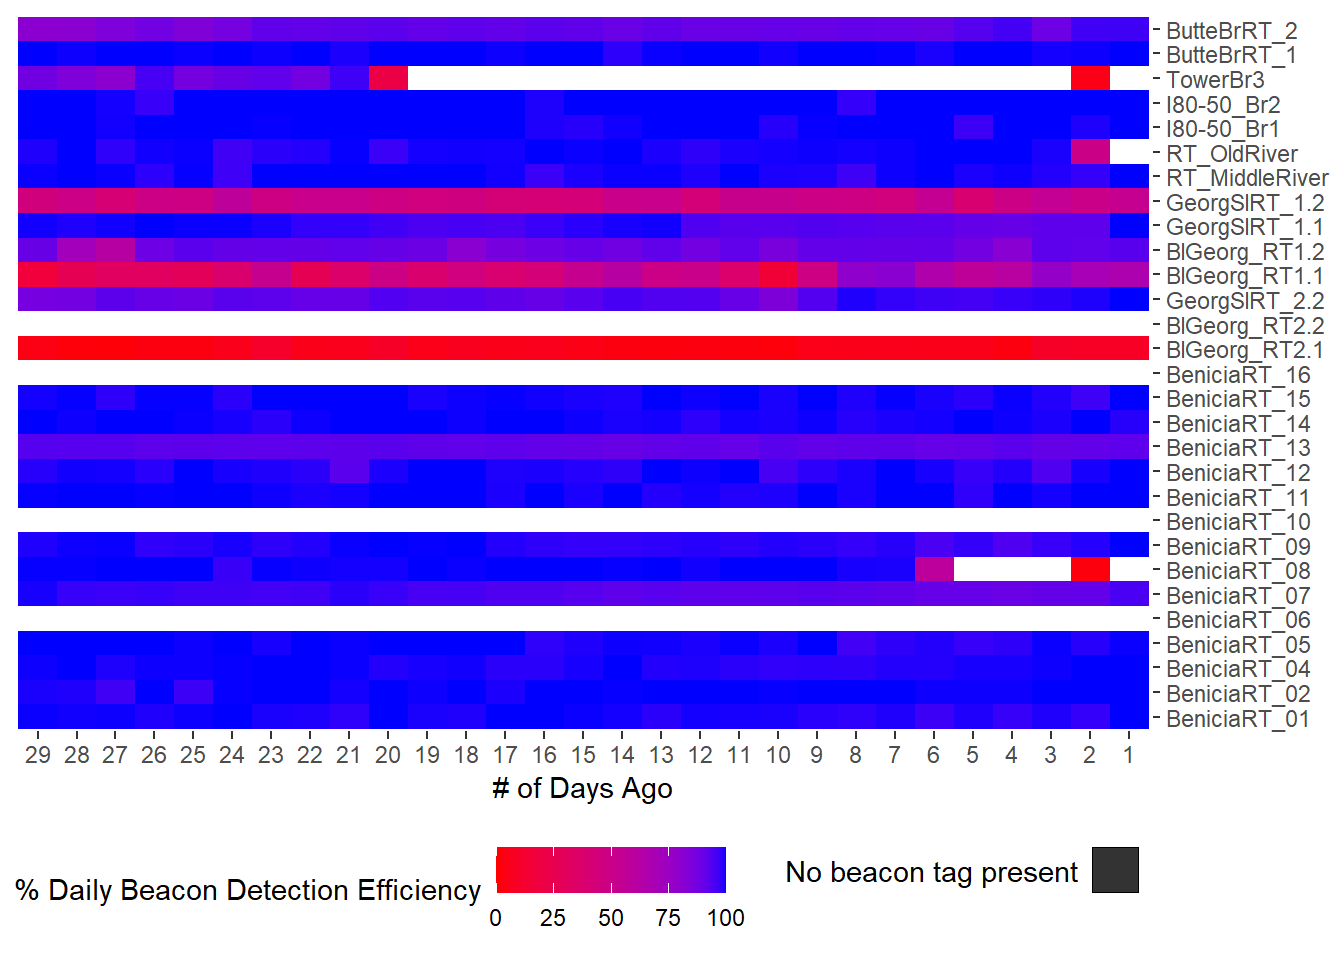 ButteBrRT_2
ButteBrRT_1
TowerBr3
I80-50_Br2
I80-50_Br1
RT_OldRiver
RT_MiddleRiver
GeorgSlRT_1.2
GeorgSlRT_1.1
BlGeorg_RT1.2
BlGeorg_RT1.1
GeorgSlRT_2.2
BlGeorg_RT2.2
BlGeorg_RT2.1
BeniciaRT_16
BeniciaRT_15
BeniciaRT_14
BeniciaRT_13
BeniciaRT_12
BeniciaRT_11
BeniciaRT_10
BeniciaRT_09
BeniciaRT_08
BeniciaRT_07
BeniciaRT_06
BeniciaRT_05
BeniciaRT_04
BeniciaRT_02
BeniciaRT_01
29 28 27 26 25 24 23 22 21 20 19 18 17 16 15 14 13 12 11 10 9 8 7 6 5 4 3 2 1
# of Days Ago
% Daily Beacon Detection Efficiency
0 25 50 75 100
No beacon tag present